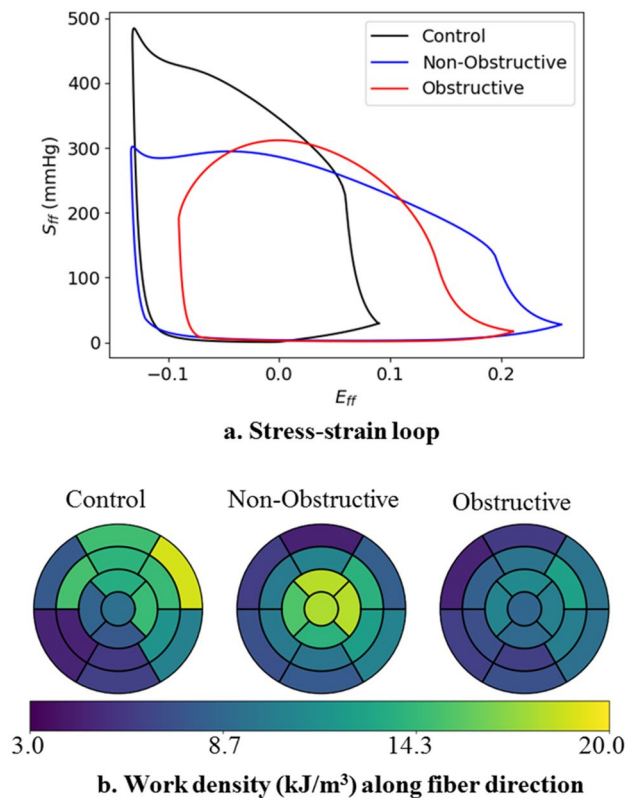 500
400
300
200
100
0
S_ff (mmHg)
Control
Non-Obstructive
Obstructive
−0.1 0.0 0.1 0.2
E_ff
a. Stress-strain loop
Control Non-Obstructive Obstructive
3.0 8.7 14.3 20.0
b. Work density (kJ/m³) along fiber direction